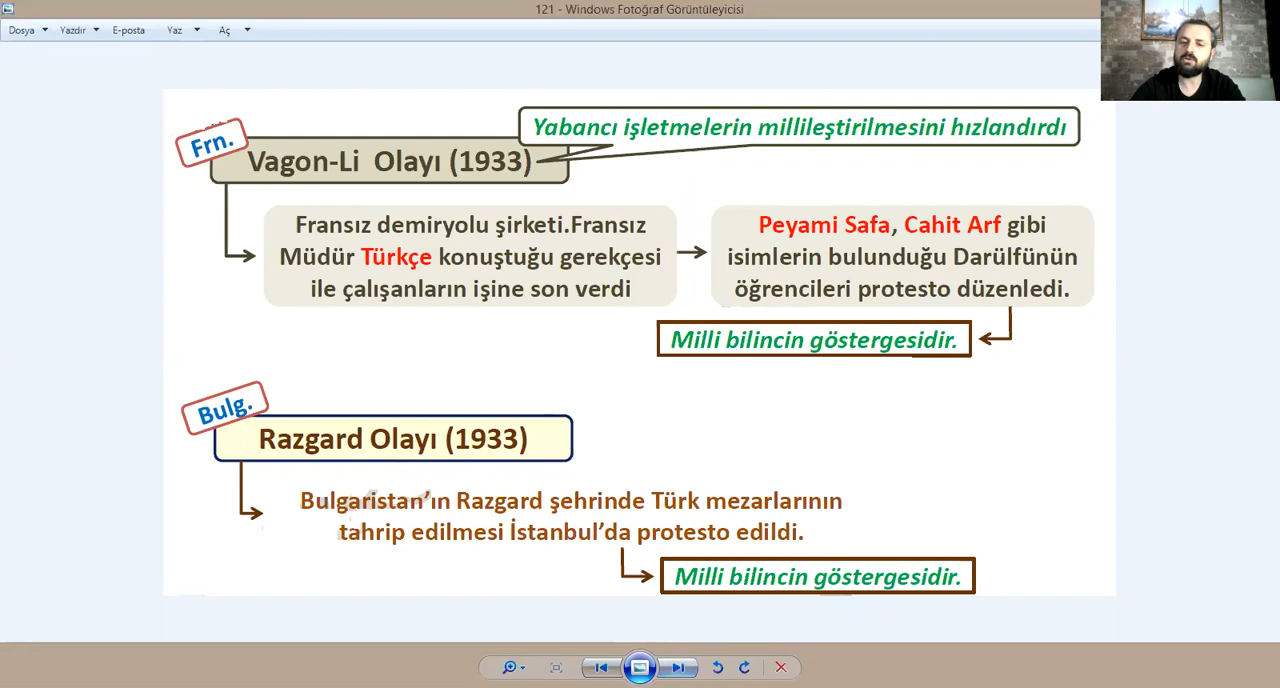 121 - Windows Fotoğraf Görüntüleyicisi
Dosya Yazdır E-posta Yaz Aç
Yabancı işletmelerin millileştirilmesini hızlandırdı
Frn.
Vagon-Li Olayı (1933)
Fransız demiryolu şirketi.Fransız
Müdür Türkçe konuştuğu gerekçesi
ile çalışanların işine son verdi
Peyami Safa, Cahit Arf gibi
isimlerin bulunduğu Darülfünün
öğrencileri protesto düzenledi.
Milli bilincin göstergesidir.
Bulg.
Razgard Olayı (1933)
Bulgaristan’ın Razgard şehrinde Türk mezarlarının
tahrip edilmesi İstanbul’da protesto edildi.
Milli bilincin göstergesidir.